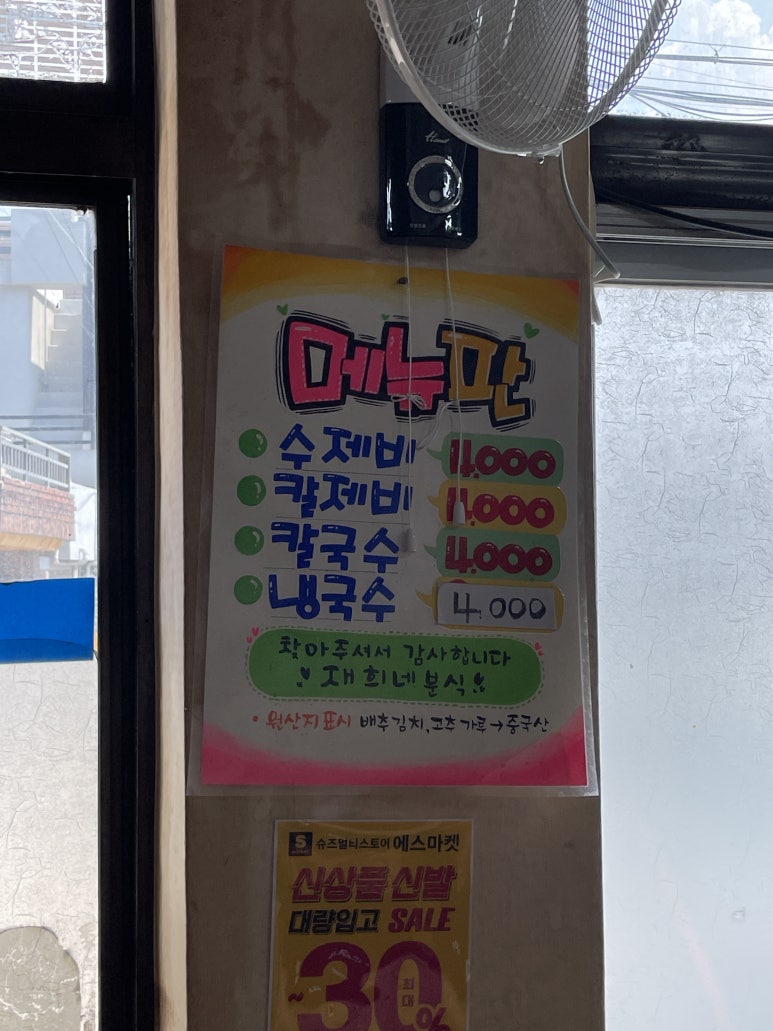 Hanil
메뉴판
수제비 4.000
칼제비 4.000
칼국수 4.000
냉국수 4.000
찾아주셔서 감사합니다
재희네분식
• 원산지 표시 배추김치,고추가루→중국산
S 슈즈멀티스토어 에스마켓
신상품 신발
대량입고 SALE
~30 최대 %